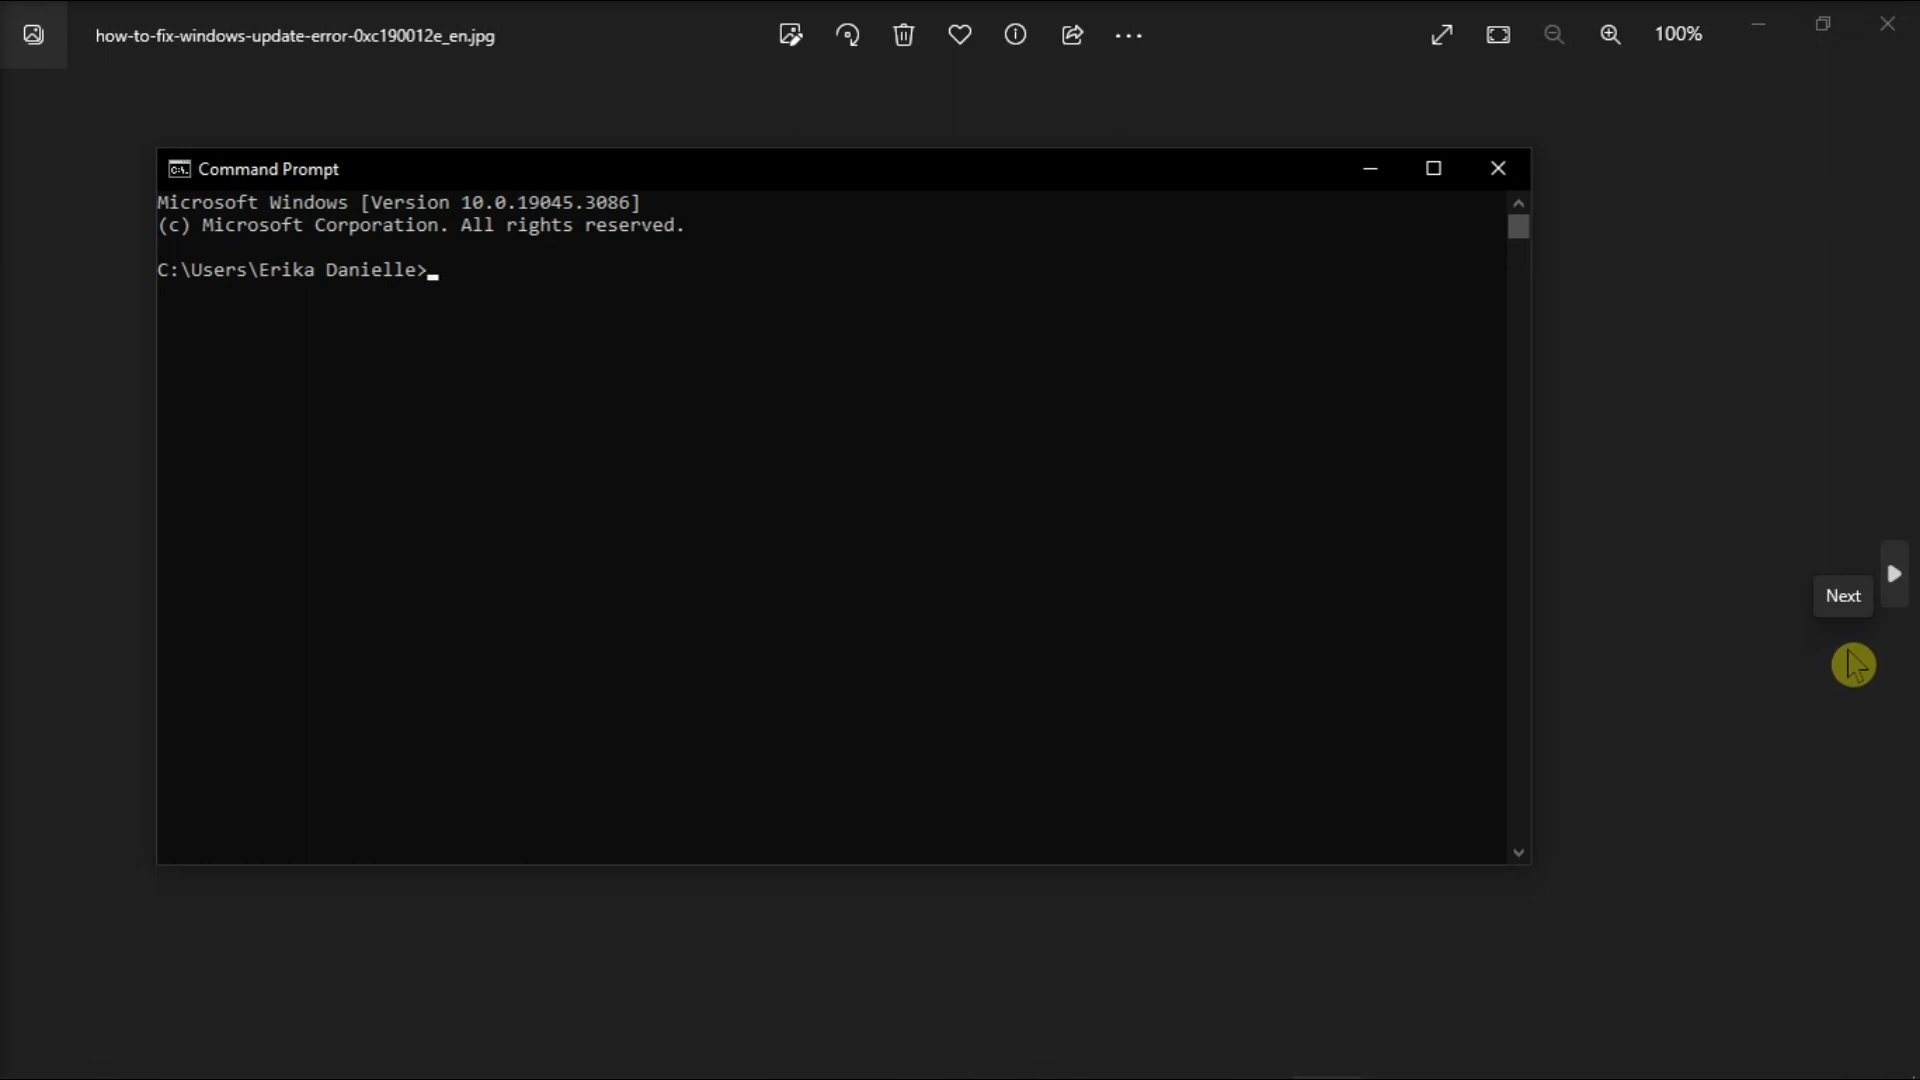 how-to-fix-windows-update-error-0xc190012e_en.jpg
100%
Command Prompt
Microsoft Windows [Version 10.0.19045.3086]
(c) Microsoft Corporation. All rights reserved.
C:\Users\Erika Danielle>
Next